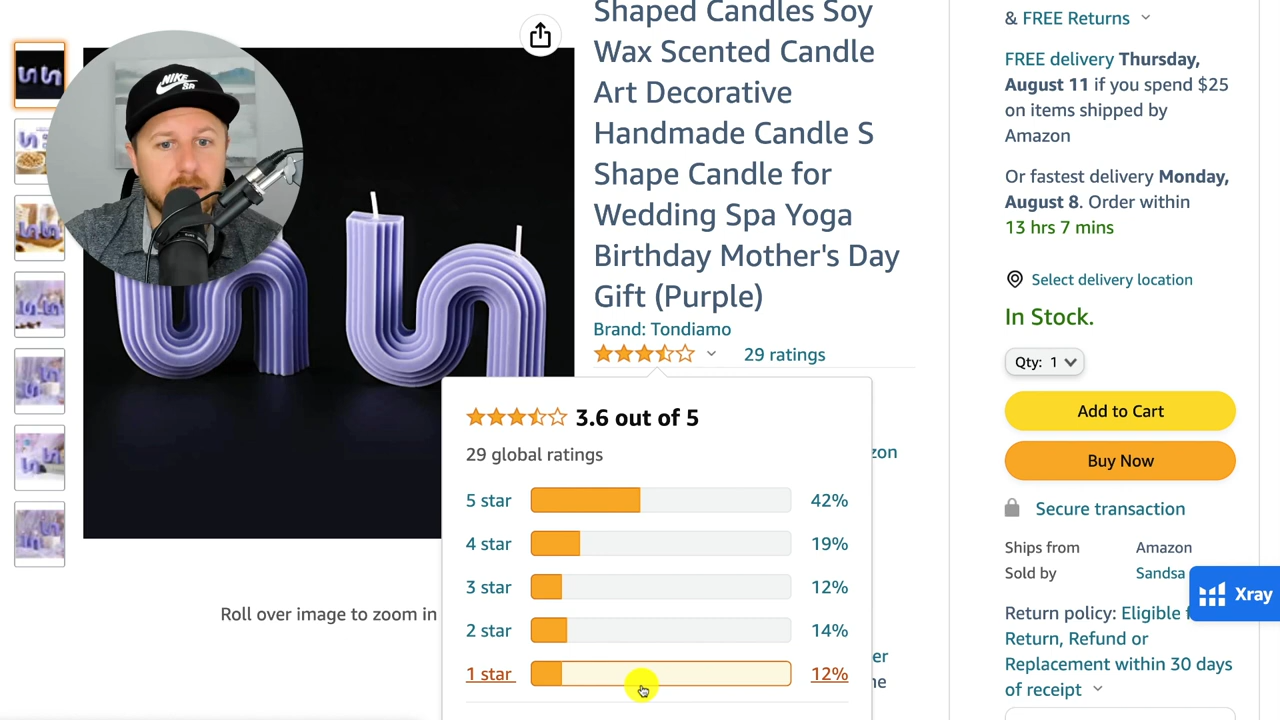 NIKE
SB
Shaped Candles Soy
Wax Scented Candle
Art Decorative
Handmade Candle S
Shape Candle for
Wedding Spa Yoga
Birthday Mother's Day
Gift (Purple)
Brand: Tondiamo
29 ratings
3.6 out of 5
29 global ratings
5 star 42%
4 star 19%
3 star 12%
2 star 14%
1 star 12%
Roll over image to zoom in
& FREE Returns
FREE delivery Thursday,
August 11 if you spend $25
on items shipped by
Amazon
Or fastest delivery Monday,
August 8. Order within
13 hrs 7 mins
Select delivery location
In Stock.
Qty: 1
Add to Cart
Buy Now
Secure transaction
Ships from Amazon
Sold by Sandsa
Xray
Return policy: Eligible
Return, Refund or
Replacement within 30 days
of receipt